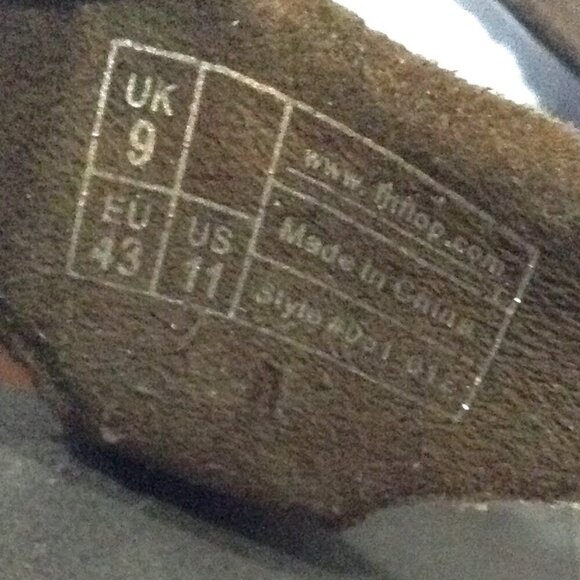 UK
9
EU
43
US
11
www.fitflop.com
Made in China
Style